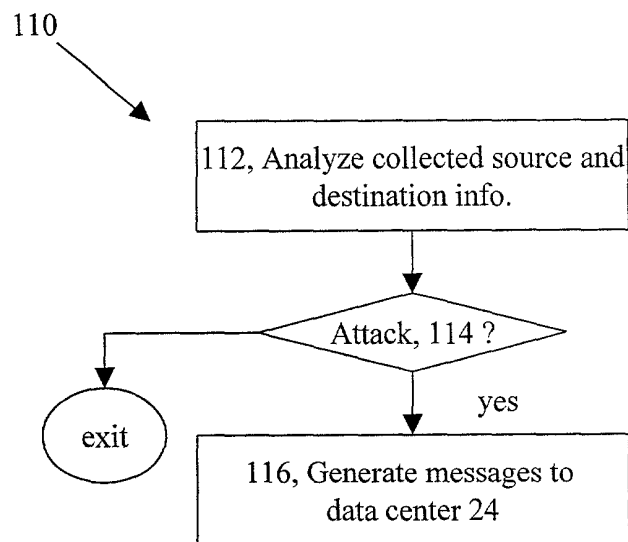 110
112, Analyze collected source and
destination info.
Attack, 114 ?
exit
yes
116, Generate messages to
data center 24